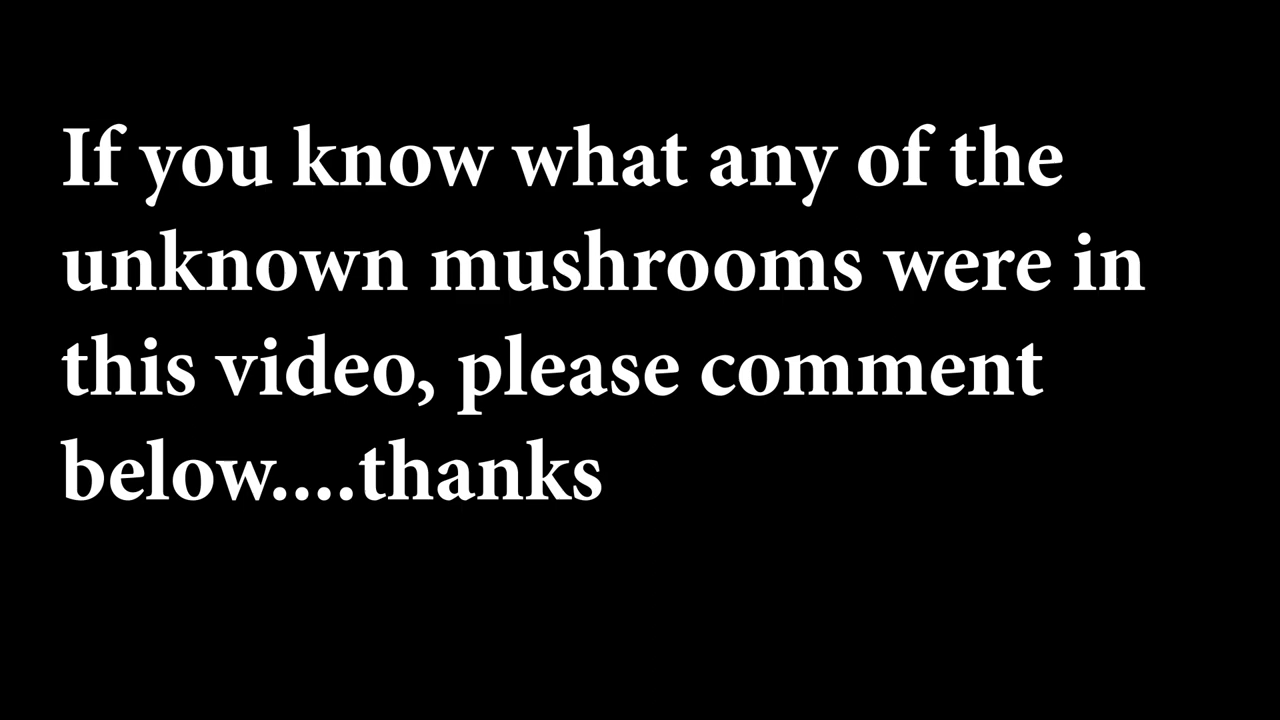 If you know what any of the
unknown mushrooms were in
this video, please comment
below....thanks